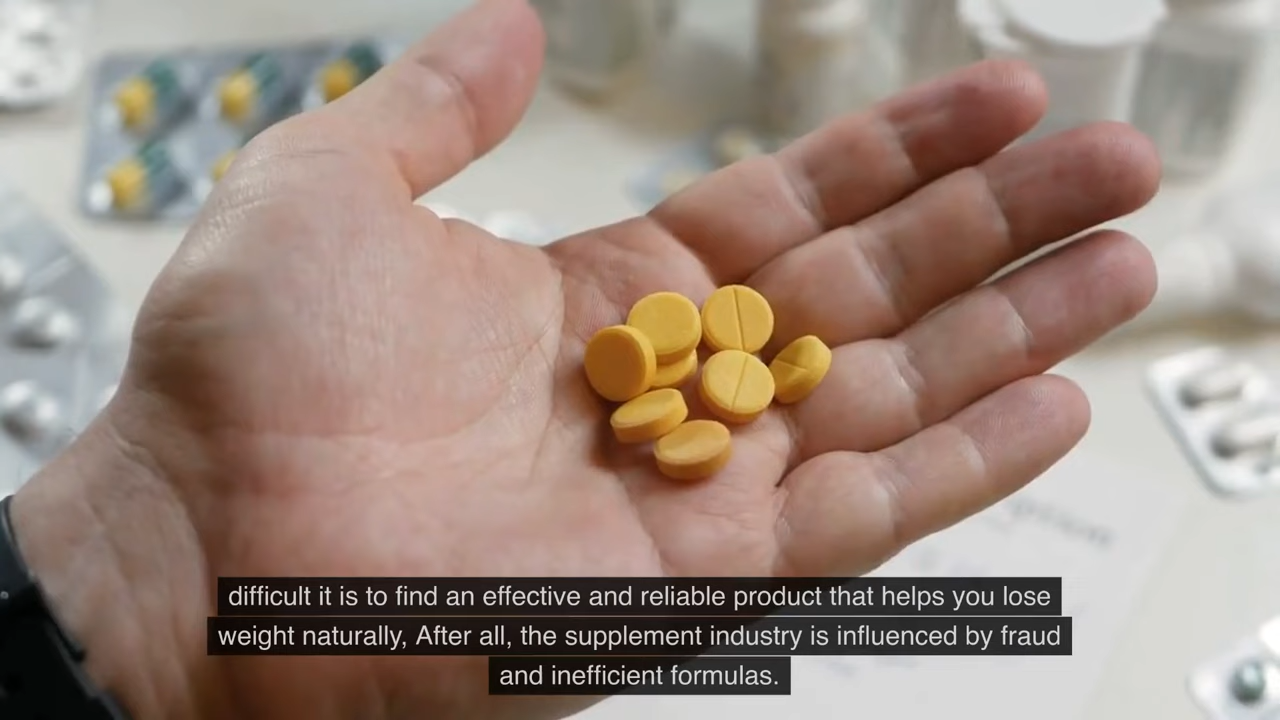 difficult it is to find an effective and reliable product that helps you lose
weight naturally, After all, the supplement industry is influenced by fraud
and inefficient formulas.